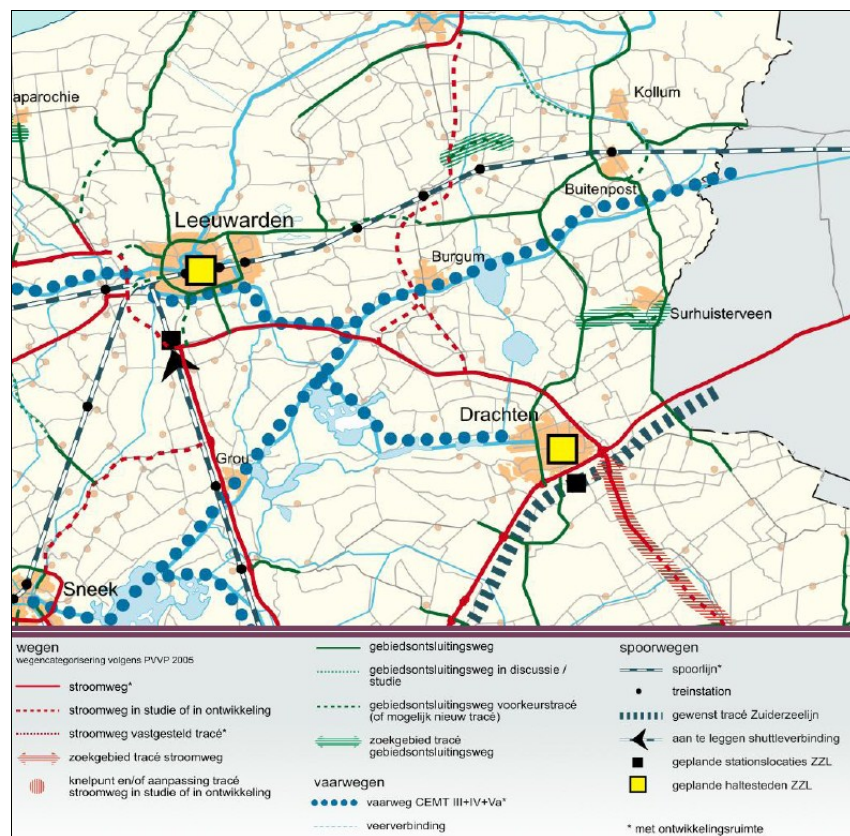 aparochie
Kollum
Buitenpost
Leeuwarden
Burgum
Surhuisterveen
Drachten
Grou
Sneek
wegen
wegencategorisering volgens PVVP 2005
stroomweg*
stroomweg in studie of in ontwikkeling
stroomweg vastgesteld tracé*
zoekgebied tracé stroomweg
knelpunt en/of aanpassing tracé
stroomweg in studie of in ontwikkeling
gebiedsontsluitingsweg
gebiedsontsluitingsweg in discussie /
studie
gebiedsontsluitingsweg voorkeurstracé
(of mogelijk nieuw tracé)
zoekgebied tracé
gebiedsontsluitingsweg
vaarwegen
vaarweg CEMT III+IV+Va*
veerverbinding
spoorwegen
spoorlijn*
treinstation
gewenst tracé Zuiderzeelijn
aan te leggen shuttleverbinding
geplande stationslocaties ZZL
geplande haltesteden ZZL
* met ontwikkelingsruimte